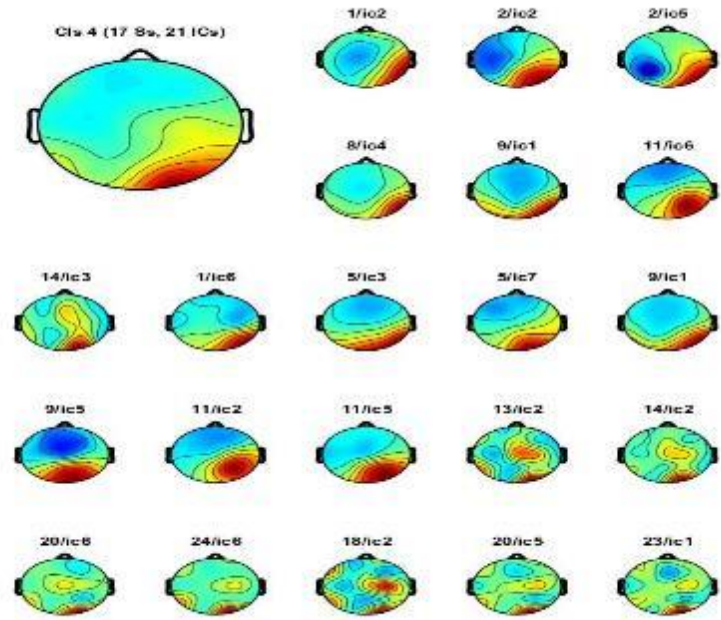 Cls 4 (17 Ss, 21 ICs)
1/ic2 2/ic2 2/ic5
8/ic4 9/ic1 11/ic6
14/ic3 1/ic6 5/ic3 5/ic7 9/ic1
9/ic5 11/ic2 11/ic5 13/ic2 14/ic2
20/ic6 24/ic6 18/ic2 20/ic5 23/ic1